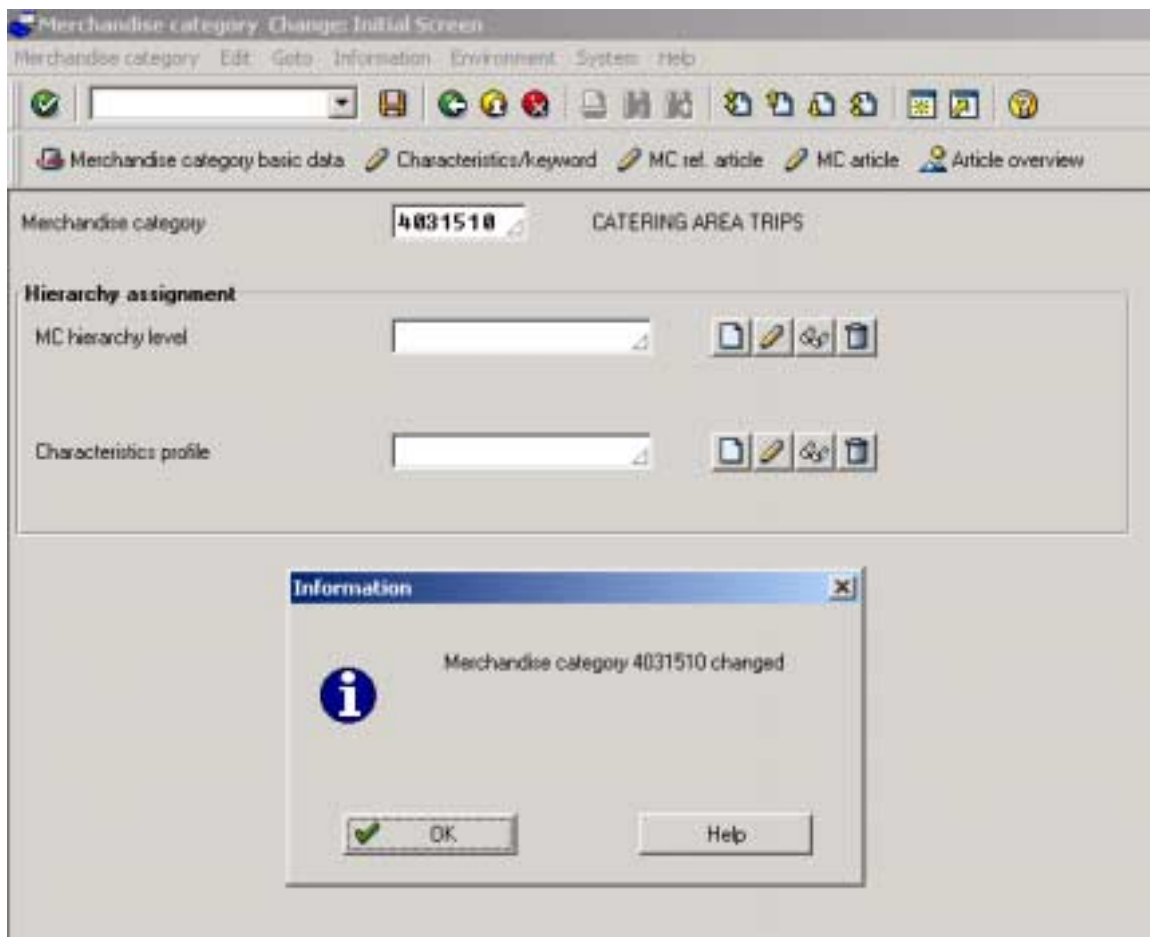 Merchandise category Change: Initial Screen
Merchandise category Edit Goto Information Environment System Help
Merchandise category basic data Characteristics/keyword MC ref. article MC article Article overview
Merchandise category 4031510 CATERING AREA TRIPS
Hierarchy assignment
MC hierarchy level
Characteristics profile
Information
Merchandise category 4031510 changed
OK Help